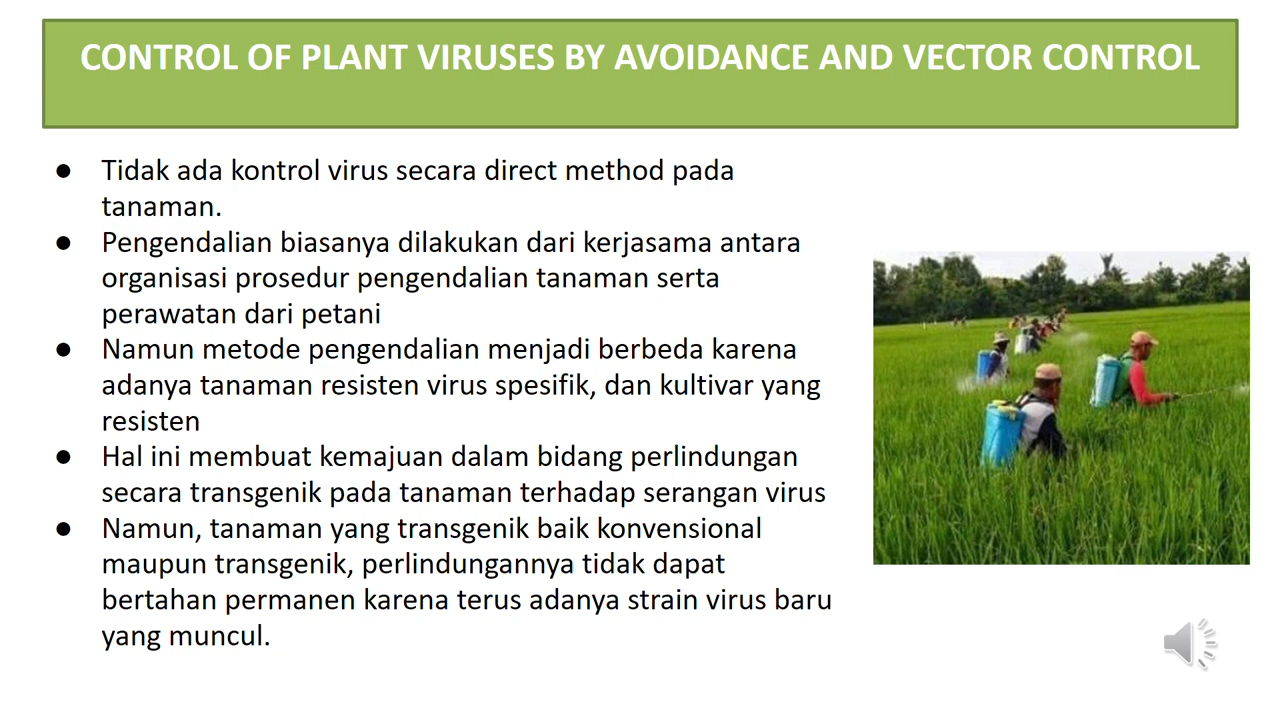 CONTROL OF PLANT VIRUSES BY AVOIDANCE AND VECTOR CONTROL
● Tidak ada kontrol virus secara direct method pada
tanaman.
● Pengendalian biasanya dilakukan dari kerjasama antara
organisasi prosedur pengendalian tanaman serta
perawatan dari petani
● Namun metode pengendalian menjadi berbeda karena
adanya tanaman resisten virus spesifik, dan kultivar yang
resisten
● Hal ini membuat kemajuan dalam bidang perlindungan
secara transgenik pada tanaman terhadap serangan virus
● Namun, tanaman yang transgenik baik konvensional
maupun transgenik, perlindungannya tidak dapat
bertahan permanen karena terus adanya strain virus baru
yang muncul.